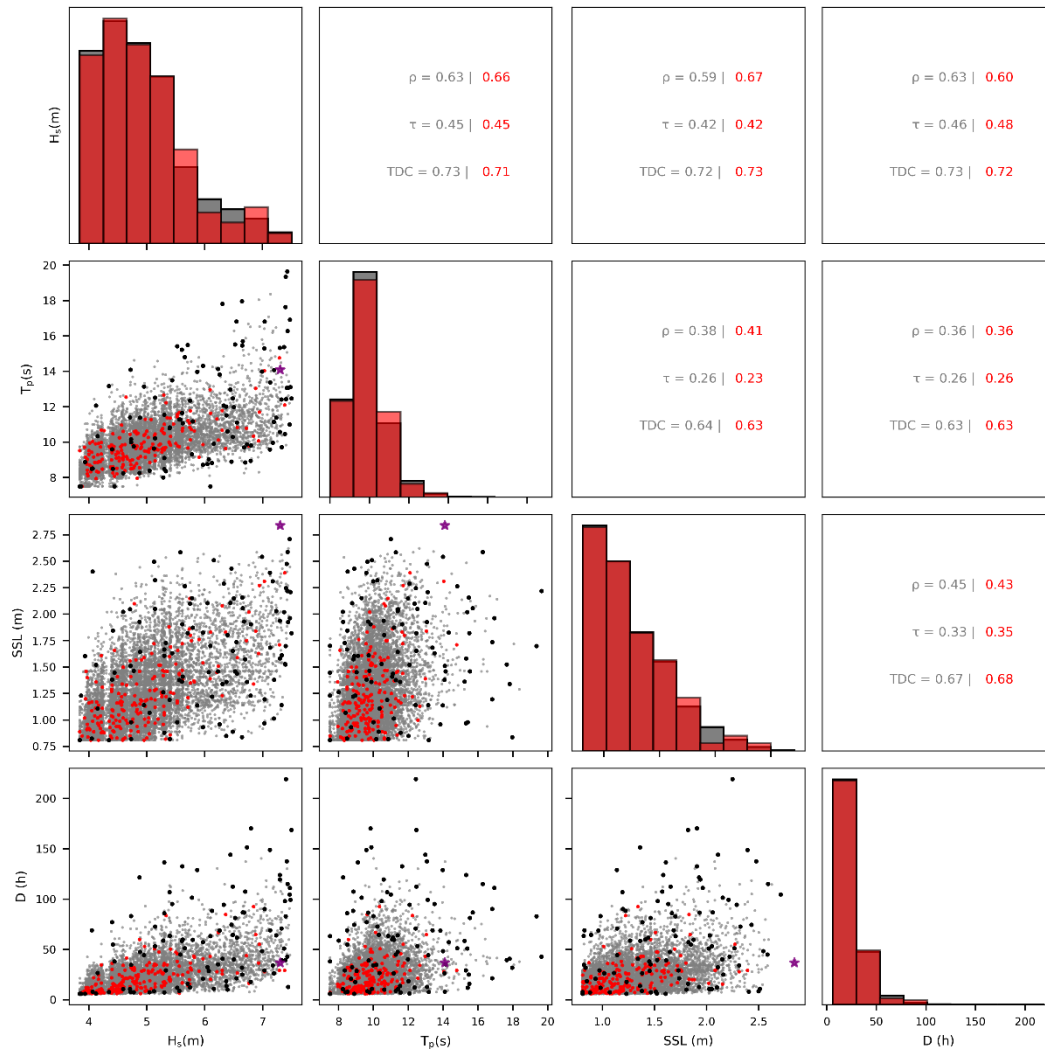 H_s(m)
ρ = 0.63 | 0.66
τ = 0.45 | 0.45
TDC = 0.73 | 0.71
ρ = 0.59 | 0.67
τ = 0.42 | 0.42
TDC = 0.72 | 0.73
ρ = 0.63 | 0.60
τ = 0.46 | 0.48
TDC = 0.73 | 0.72
T_p(s)
20
18
16
14
12
10
8
ρ = 0.38 | 0.41
τ = 0.26 | 0.23
TDC = 0.64 | 0.63
ρ = 0.36 | 0.36
τ = 0.26 | 0.26
TDC = 0.63 | 0.63
SSL (m)
2.75
2.50
2.25
2.00
1.75
1.50
1.25
1.00
0.75
ρ = 0.45 | 0.43
τ = 0.33 | 0.35
TDC = 0.67 | 0.68
D (h)
200
150
100
50
0
4 5 6 7
H_s(m)
8 10 12 14 16 18 20
T_p(s)
1.0 1.5 2.0 2.5
SSL (m)
0 50 100 150 200
D (h)